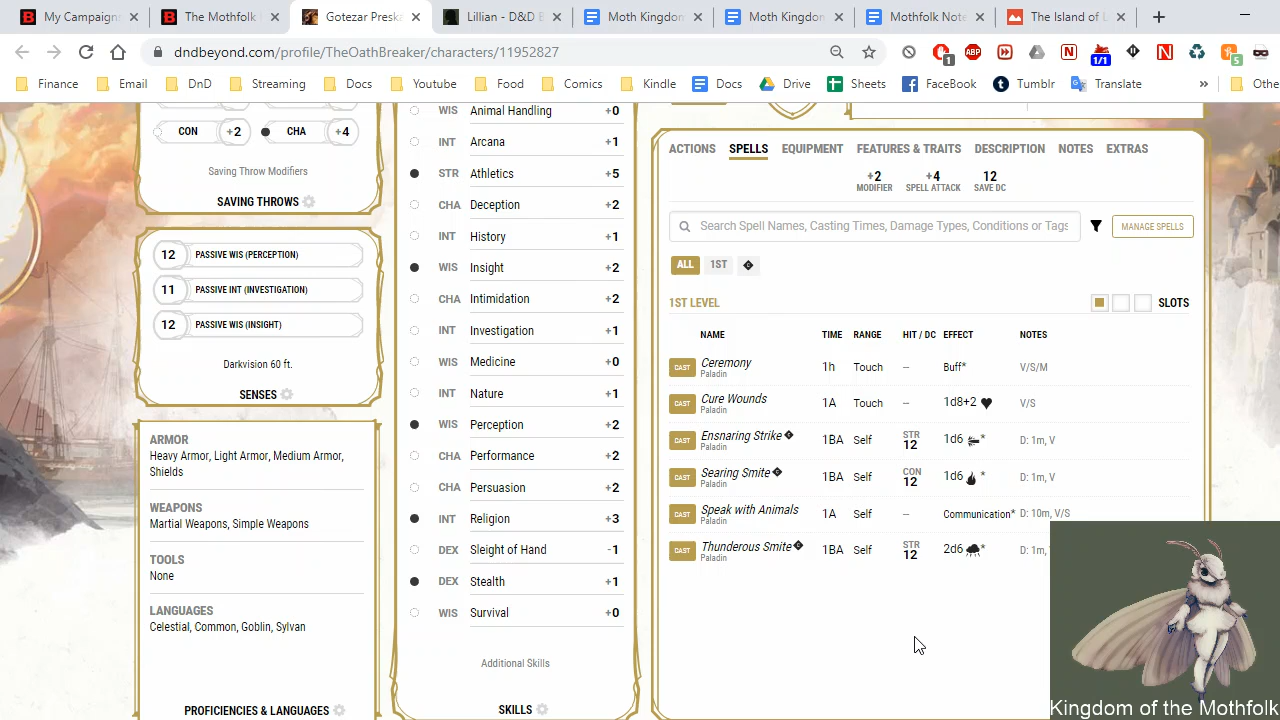 My Campaign
The Mothfolk
Gotezar Preska
Lillian - D&D B
Moth Kingdom
Moth Kingdom
Mothfolk Note
The Island of
dndbeyond.com/profile/TheOathBreaker/characters/11952827
1
ABP
N
1/1
N
5
Finance
Email
DnD
Streaming
Docs
Youtube
Food
Comics
Kindle
Docs
Drive
Sheets
FaceBook
Tumblr
Translate
»
Othe
CON +2
CHA +4
Saving Throw Modifiers
SAVING THROWS
12 PASSIVE WIS (PERCEPTION)
11 PASSIVE INT (INVESTIGATION)
12 PASSIVE WIS (INSIGHT)
Darkvision 60 ft.
SENSES
ARMOR
Heavy Armor, Light Armor, Medium Armor,
Shields
WEAPONS
Martial Weapons, Simple Weapons
TOOLS
None
LANGUAGES
Celestial, Common, Goblin, Sylvan
PROFICIENCIES & LANGUAGES
WIS Animal Handling +0
INT Arcana +1
STR Athletics +5
CHA Deception +2
INT History +1
WIS Insight +2
CHA Intimidation +2
INT Investigation +1
WIS Medicine +0
INT Nature +1
WIS Perception +2
CHA Performance +2
CHA Persuasion +2
INT Religion +3
DEX Sleight of Hand -1
DEX Stealth +1
WIS Survival +0
Additional Skills
SKILLS
ACTIONS SPELLS EQUIPMENT FEATURES & TRAITS DESCRIPTION NOTES EXTRAS
+2 +4 12
MODIFIER SPELL ATTACK SAVE DC
Search Spell Names, Casting Times, Damage Types, Conditions or Tags
MANAGE SPELLS
ALL 1ST C
1ST LEVEL SLOTS
NAME TIME RANGE HIT / DC EFFECT NOTES
CAST Ceremony 1h Touch -- Buff* V/S/M
Paladin
CAST Cure Wounds 1A Touch -- 1d8+2 V/S
Paladin
CAST Ensnaring Strike C 1BA Self STR 12 1d6 * D: 1m, V
Paladin
CAST Searing Smite C 1BA Self CON 12 1d6 * D: 1m, V
Paladin
CAST Speak with Animals 1A Self -- Communication* D: 10m, V/S
Paladin
CAST Thunderous Smite C 1BA Self STR 12 2d6 * D: 1m,
Paladin
Kingdom of the Mothfolk